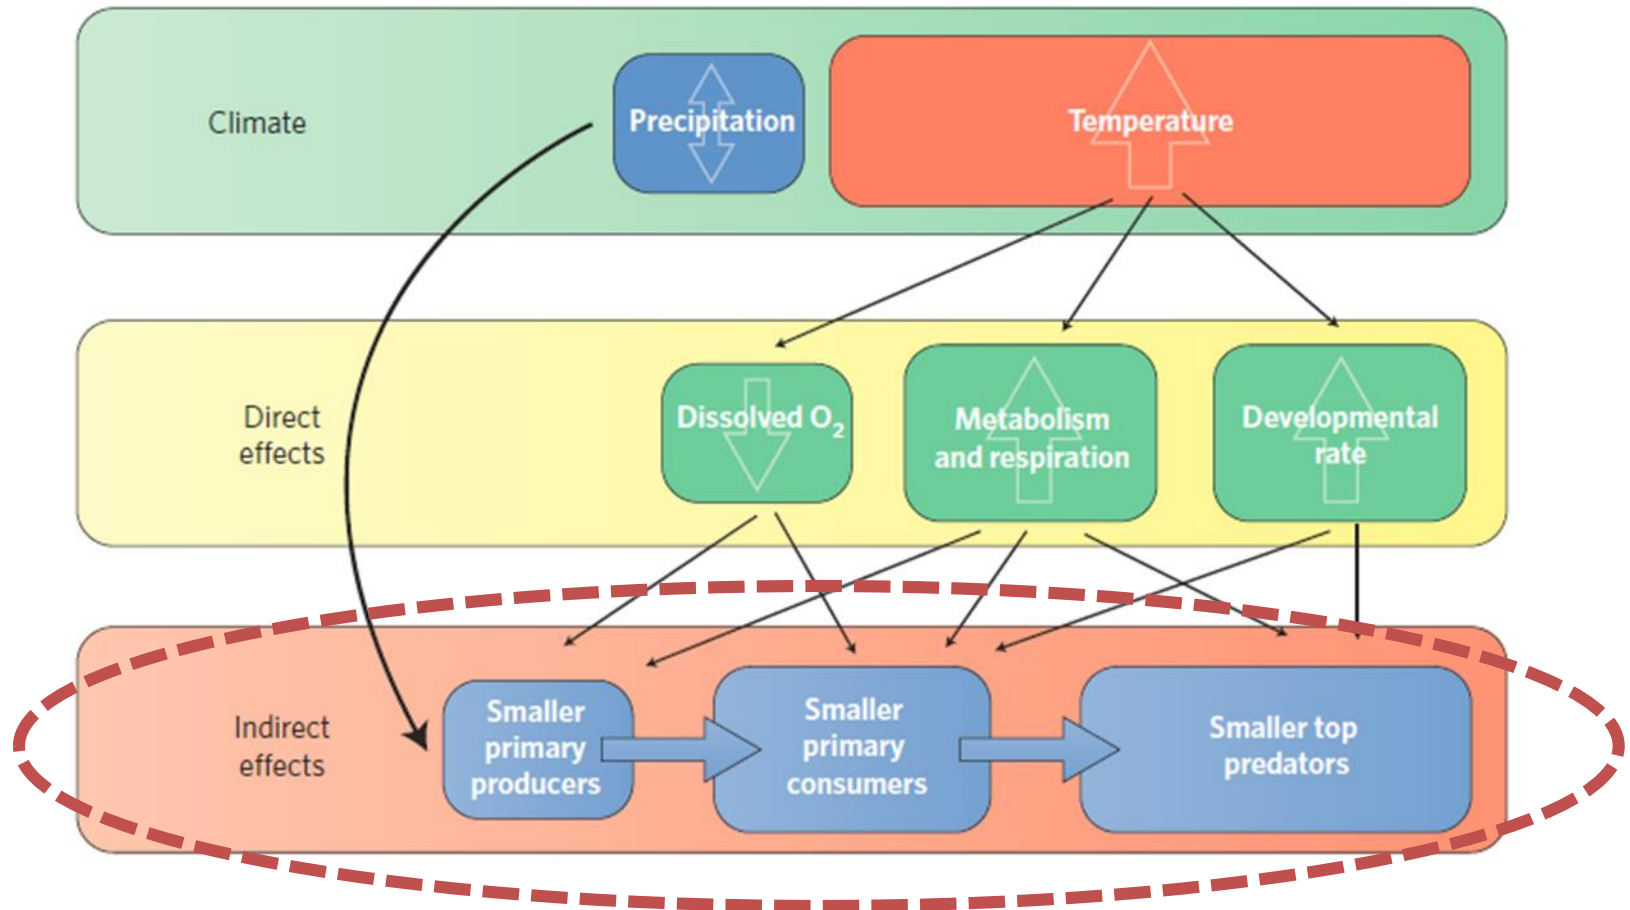 Climate
Precipitation
Temperature
Direct
effects
Dissolved O₂
Metabolism
and respiration
Developmental
rate
Indirect
effects
Smaller
primary
producers
Smaller
primary
consumers
Smaller top
predators